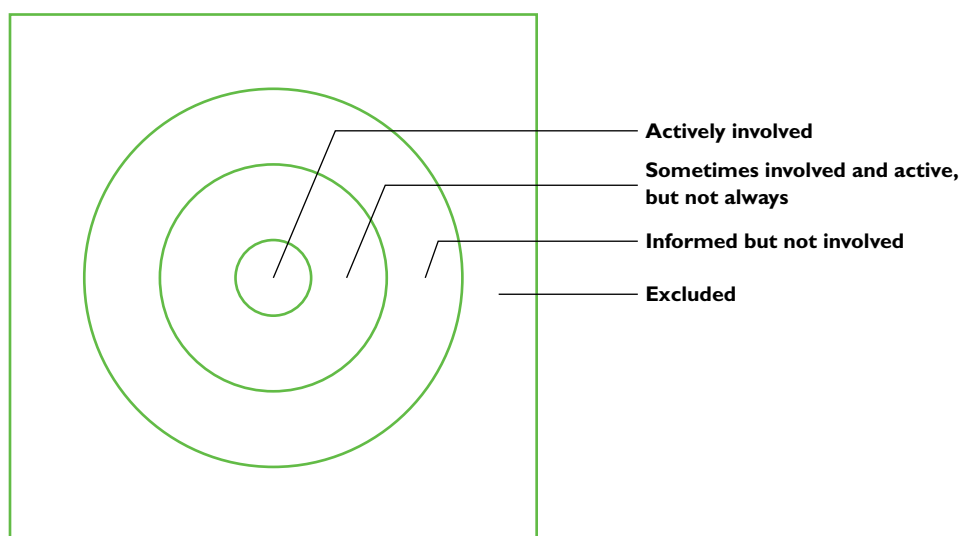 Actively involved
Sometimes involved and active,
but not always
Informed but not involved
Excluded